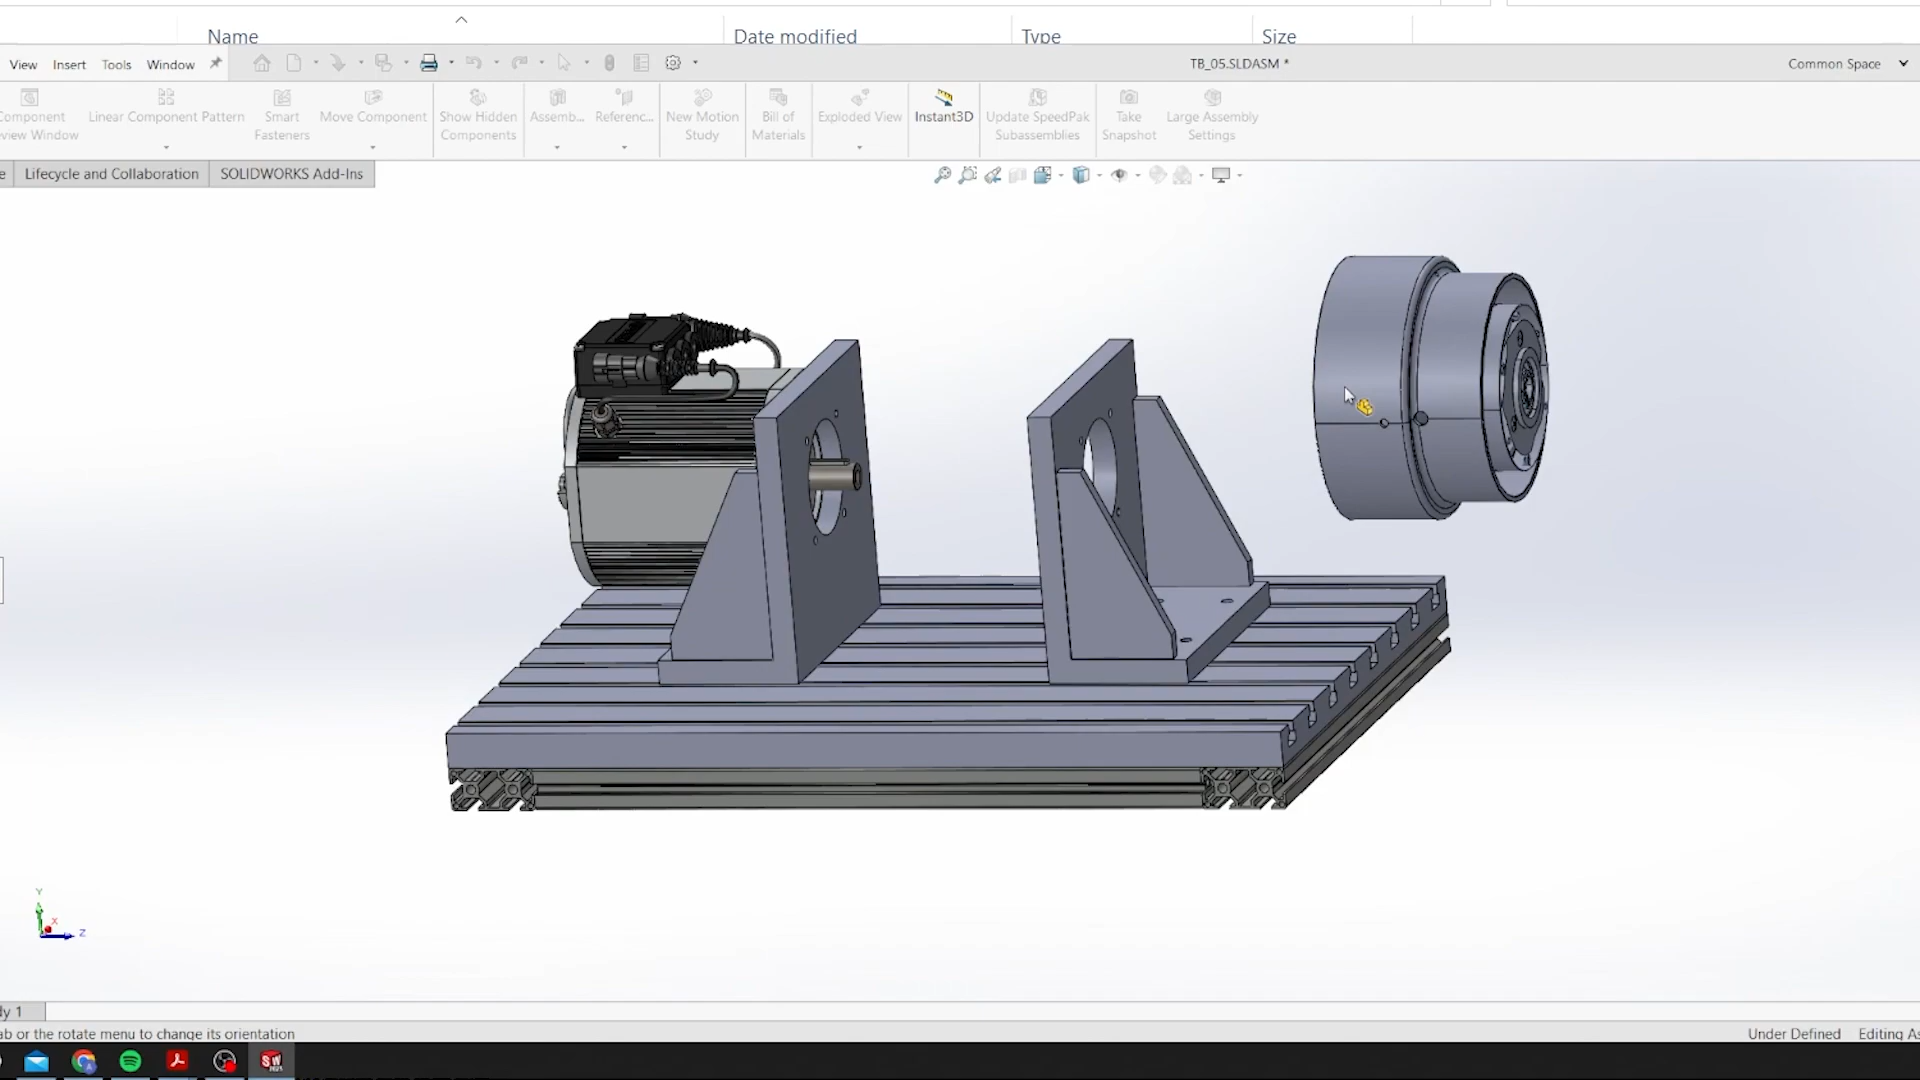 Name Date modified Type Size
View Insert Tools Window TB_05.SLDASM * Common Space
Component Linear Component Pattern Smart Move Component Show Hidden Assemb... Referenc... New Motion Bill of Exploded View Instant3D Update SpeedPak Take Large Assembly
view Window Fasteners Components Study Materials Subassemblies Snapshot Settings
e Lifecycle and Collaboration SOLIDWORKS Add-Ins
Y
X
Z
dy 1
ab or the rotate menu to change its orientation Under Defined Editing As
SW